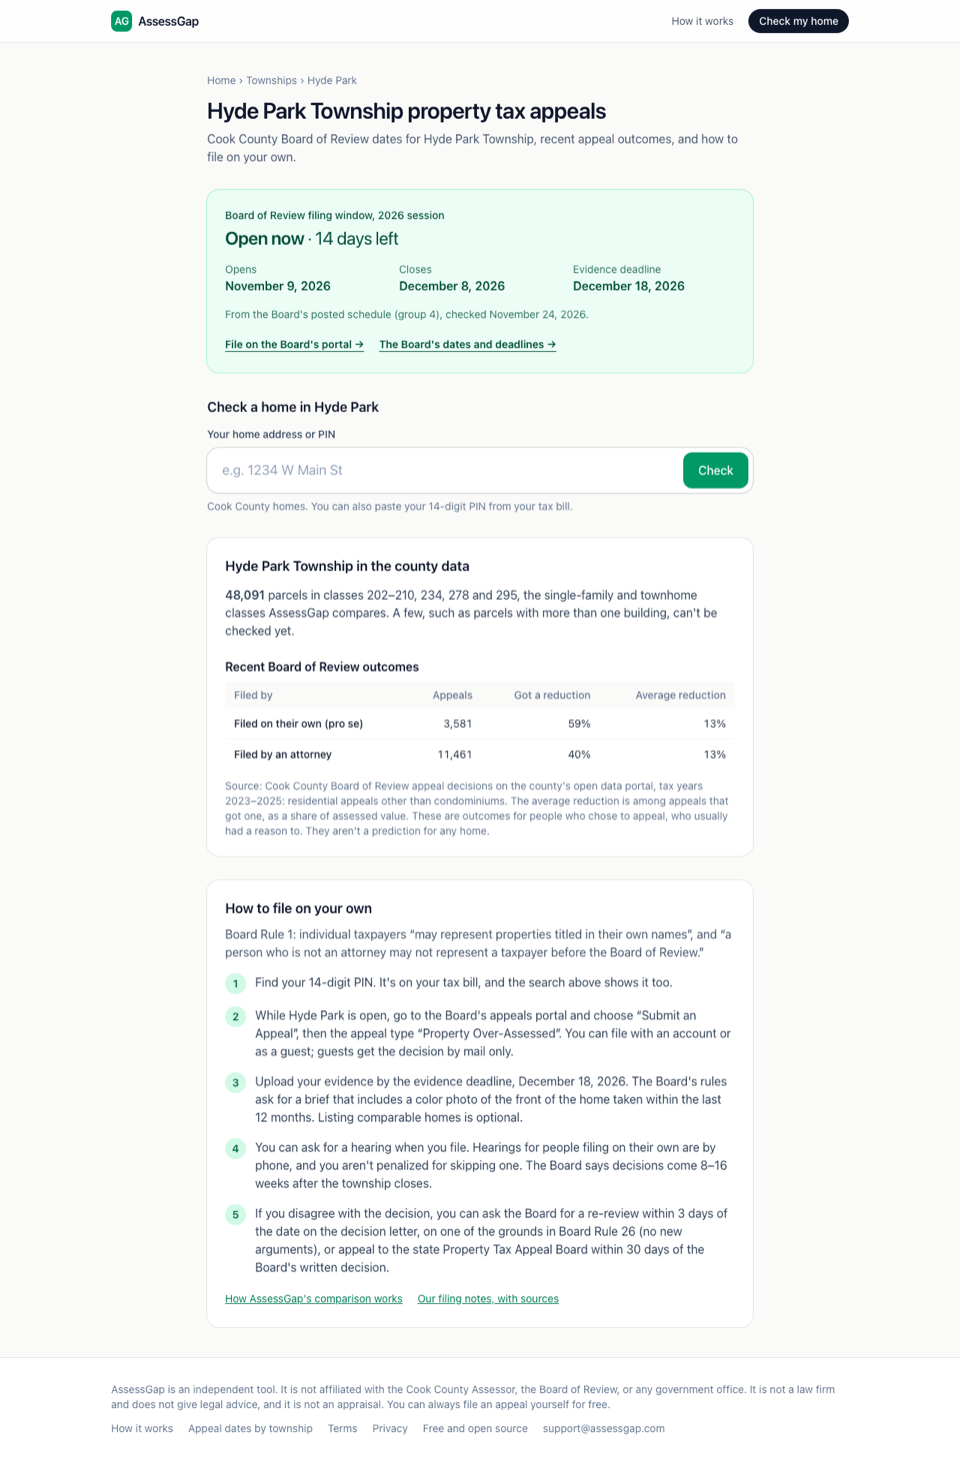 AG AssessGap
How it works
Check my home
Home › Townships › Hyde Park
Hyde Park Township property tax appeals
Cook County Board of Review dates for Hyde Park Township, recent appeal outcomes, and how to
file on your own.
Board of Review filing window, 2026 session
Open now · 14 days left
Opens Closes Evidence deadline
November 9, 2026 December 8, 2026 December 18, 2026
From the Board's posted schedule (group 4), checked November 24, 2026.
File on the Board's portal → The Board's dates and deadlines →
Check a home in Hyde Park
Your home address or PIN
e.g. 1234 W Main St
Check
Cook County homes. You can also paste your 14-digit PIN from your tax bill.
Hyde Park Township in the county data
48,091 parcels in classes 202–210, 234, 278 and 295, the single-family and townhome
classes AssessGap compares. A few, such as parcels with more than one building, can't be
checked yet.
Recent Board of Review outcomes
Filed by Appeals Got a reduction Average reduction
Filed on their own (pro se) 3,581 59% 13%
Filed by an attorney 11,461 40% 13%
Source: Cook County Board of Review appeal decisions on the county's open data portal, tax years
2023–2025: residential appeals other than condominiums. The average reduction is among appeals that
got one, as a share of assessed value. These are outcomes for people who chose to appeal, who usually
had a reason to. They aren't a prediction for any home.
How to file on your own
Board Rule 1: individual taxpayers “may represent properties titled in their own names”, and “a
person who is not an attorney may not represent a taxpayer before the Board of Review.”
1 Find your 14-digit PIN. It's on your tax bill, and the search above shows it too.
2 While Hyde Park is open, go to the Board's appeals portal and choose “Submit an
Appeal”, then the appeal type “Property Over-Assessed”. You can file with an account or
as a guest; guests get the decision by mail only.
3 Upload your evidence by the evidence deadline, December 18, 2026. The Board's rules
ask for a brief that includes a color photo of the front of the home taken within the last
12 months. Listing comparable homes is optional.
4 You can ask for a hearing when you file. Hearings for people filing on their own are by
phone, and you aren't penalized for skipping one. The Board says decisions come 8–16
weeks after the township closes.
5 If you disagree with the decision, you can ask the Board for a re-review within 3 days of
the date on the decision letter, on one of the grounds in Board Rule 26 (no new
arguments), or appeal to the state Property Tax Appeal Board within 30 days of the
Board's written decision.
How AssessGap's comparison works Our filing notes, with sources
AssessGap is an independent tool. It is not affiliated with the Cook County Assessor, the Board of Review, or any government office. It is not a law firm
and does not give legal advice, and it is not an appraisal. You can always file an appeal yourself for free.
How it works Appeal dates by township Terms Privacy Free and open source support@assessgap.com